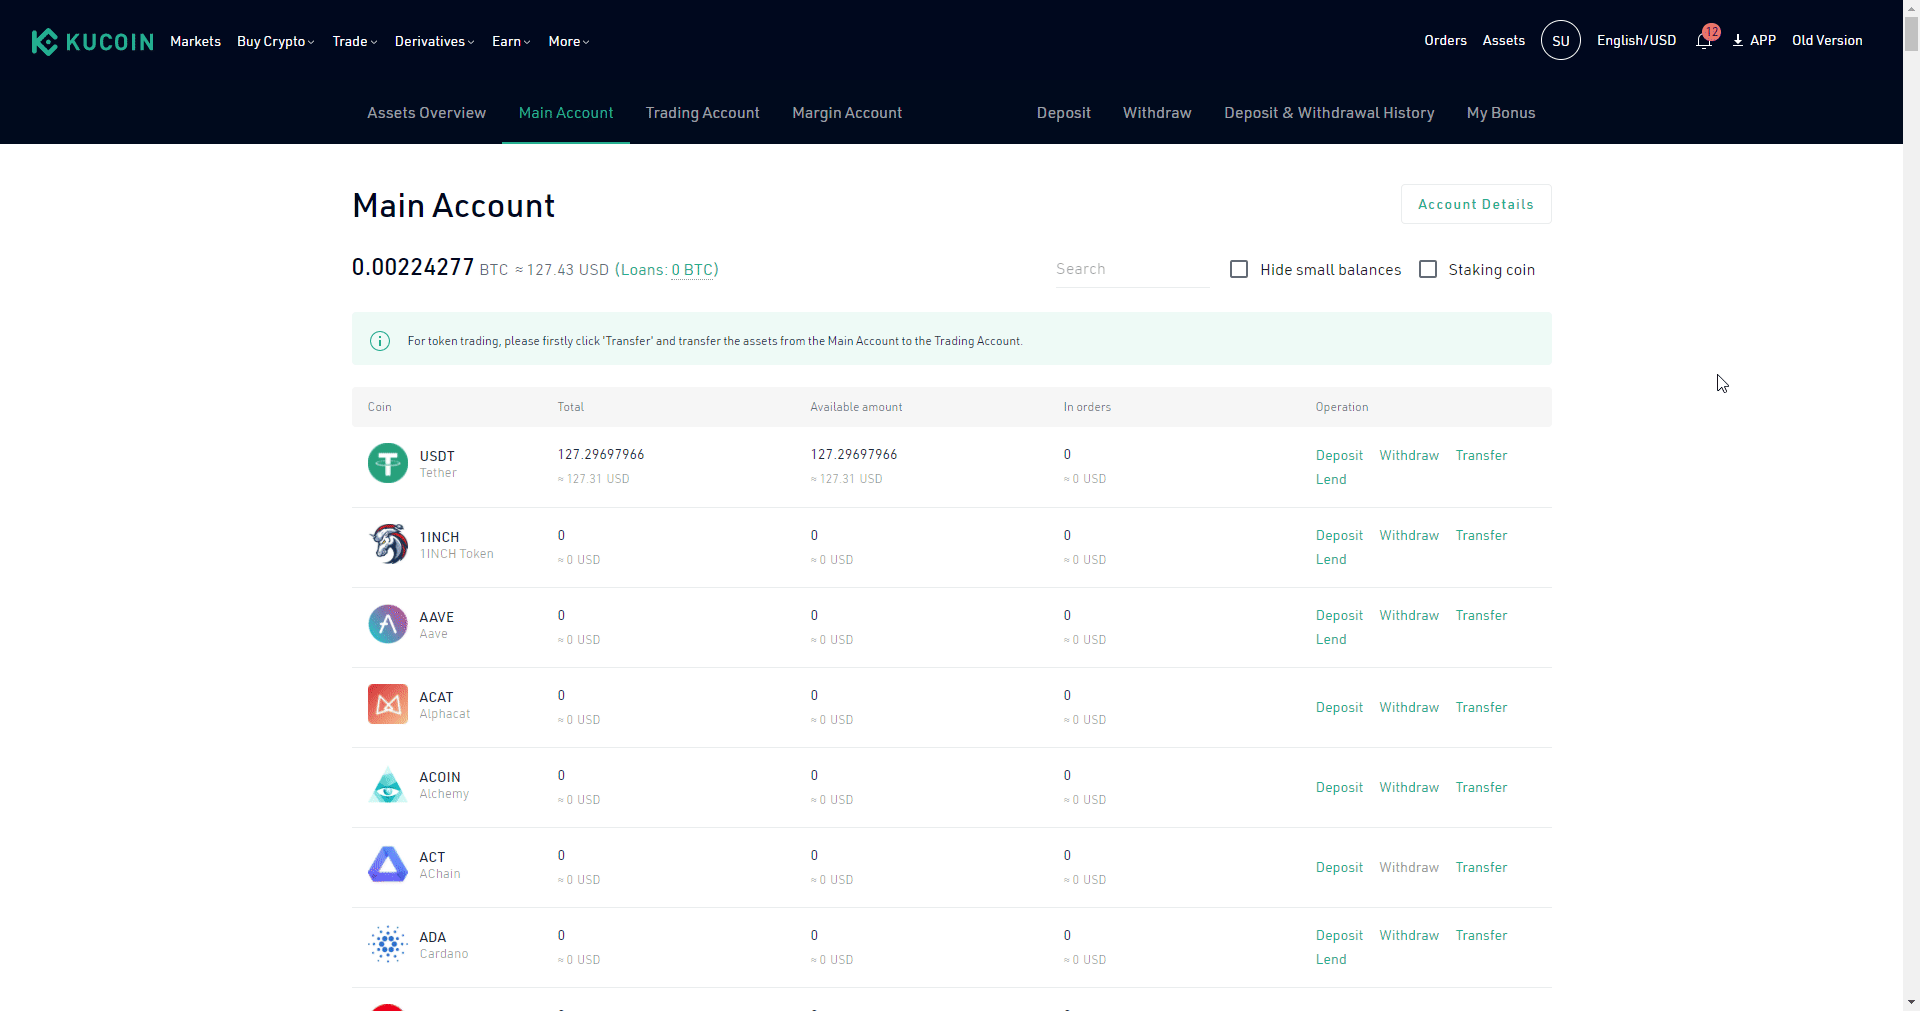 KUCOIN Markets Buy Crypto Trade Derivatives Earn More Orders Assets SU English/USD 12 APP Old Version
Assets Overview Main Account Trading Account Margin Account Deposit Withdraw Deposit & Withdrawal History My Bonus
Main Account Account Details
0.00224277 BTC ≈ 127.43 USD (Loans: 0 BTC) Search Hide small balances Staking coin
For token trading, please firstly click 'Transfer' and transfer the assets from the Main Account to the Trading Account.
Coin Total Available amount In orders Operation
USDT 127.29697966 127.29697966 0 Deposit Withdraw Transfer
Tether ≈ 127.31 USD ≈ 127.31 USD ≈ 0 USD Lend
1INCH 0 0 0 Deposit Withdraw Transfer
1INCH Token ≈ 0 USD ≈ 0 USD ≈ 0 USD Lend
AAVE 0 0 0 Deposit Withdraw Transfer
Aave ≈ 0 USD ≈ 0 USD ≈ 0 USD Lend
ACAT 0 0 0 Deposit Withdraw Transfer
Alphacat ≈ 0 USD ≈ 0 USD ≈ 0 USD
ACOIN 0 0 0 Deposit Withdraw Transfer
Alchemy ≈ 0 USD ≈ 0 USD ≈ 0 USD
ACT 0 0 0 Deposit Withdraw Transfer
AChain ≈ 0 USD ≈ 0 USD ≈ 0 USD
ADA 0 0 0 Deposit Withdraw Transfer
Cardano ≈ 0 USD ≈ 0 USD ≈ 0 USD Lend